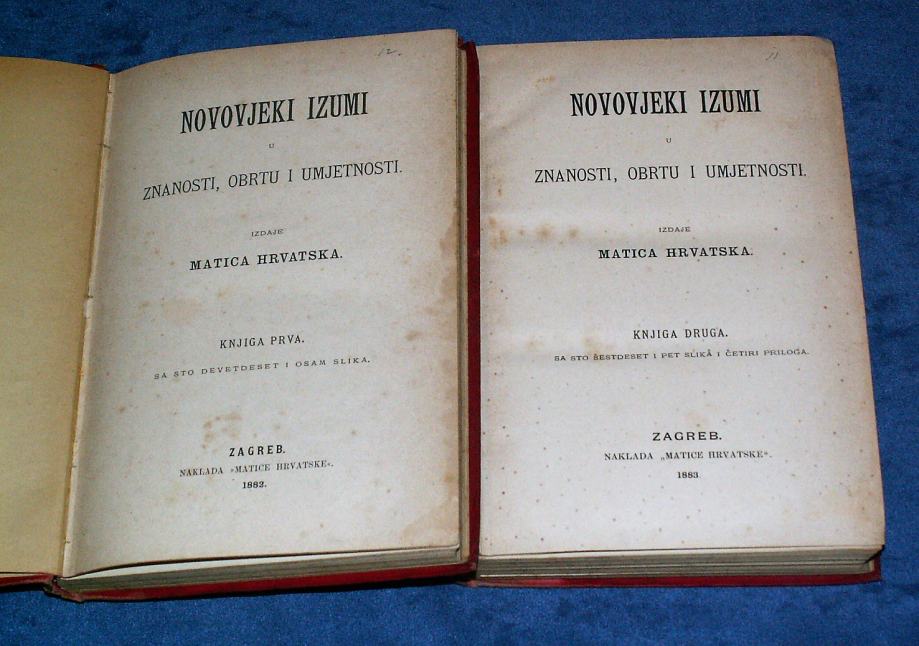 12.
NOVOVJEKI IZUMI
U
ZNANOSTI, OBRTU I UMJETNOSTI.
IZDAJE
MATICA HRVATSKA.
KNJIGA PRVA.
SA STO DEVETDESET I OSAM SLIKA.
ZAGREB.
NAKLADA »MATICE HRVATSKE«.
1882.
NOVOVJEKI IZUMI
U
ZNANOSTI, OBRTU I UMJETNOSTI.
IZDAJE
MATICA HRVATSKA.
KNJIGA DRUGA.
SA STO ŠESTDESET I PET SLIKÂ I ČETIRI PRILOGA.
ZAGREB.
NAKLADA „MATICE HRVATSKE“.
1883